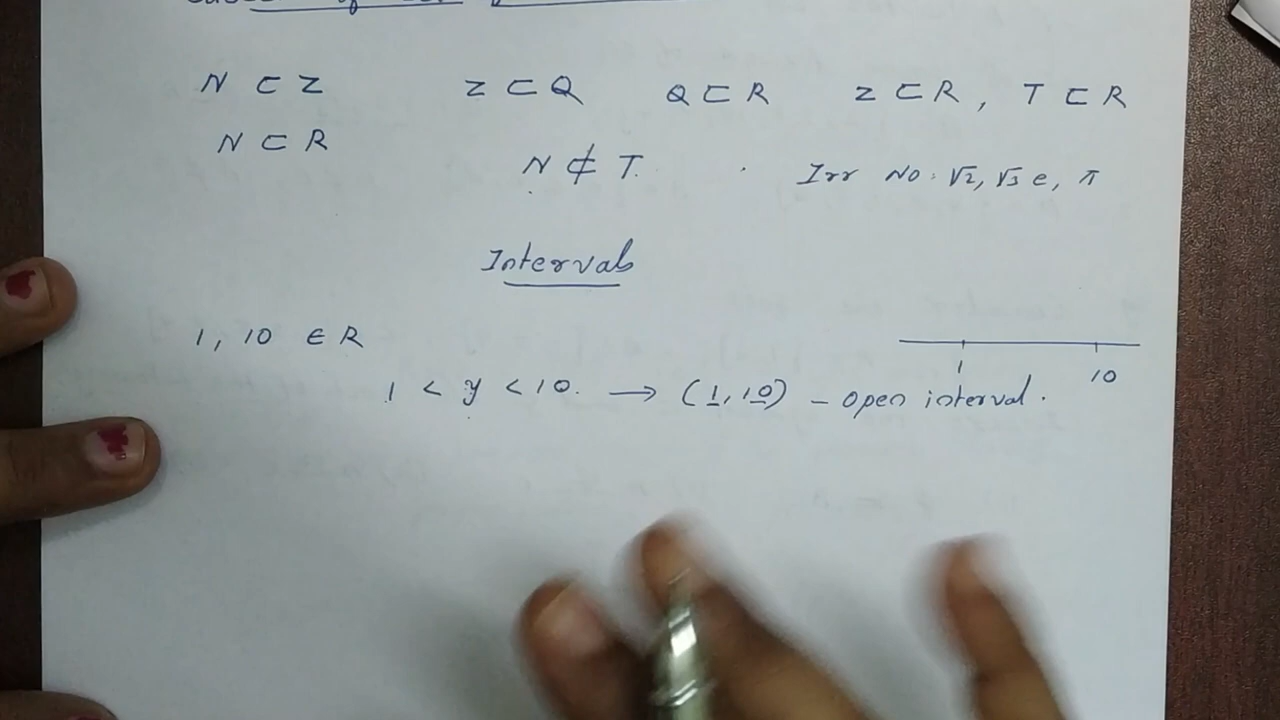 N ⊂ Z Z ⊂ Q Q ⊂ R Z ⊂ R, T ⊂ R
N ⊂ R
N ⊄ T. Irr No: √2, √3 e, π
Intervals
1, 10 ∈ R
1 10
1 < y < 10. → (1, 10) - open interval.